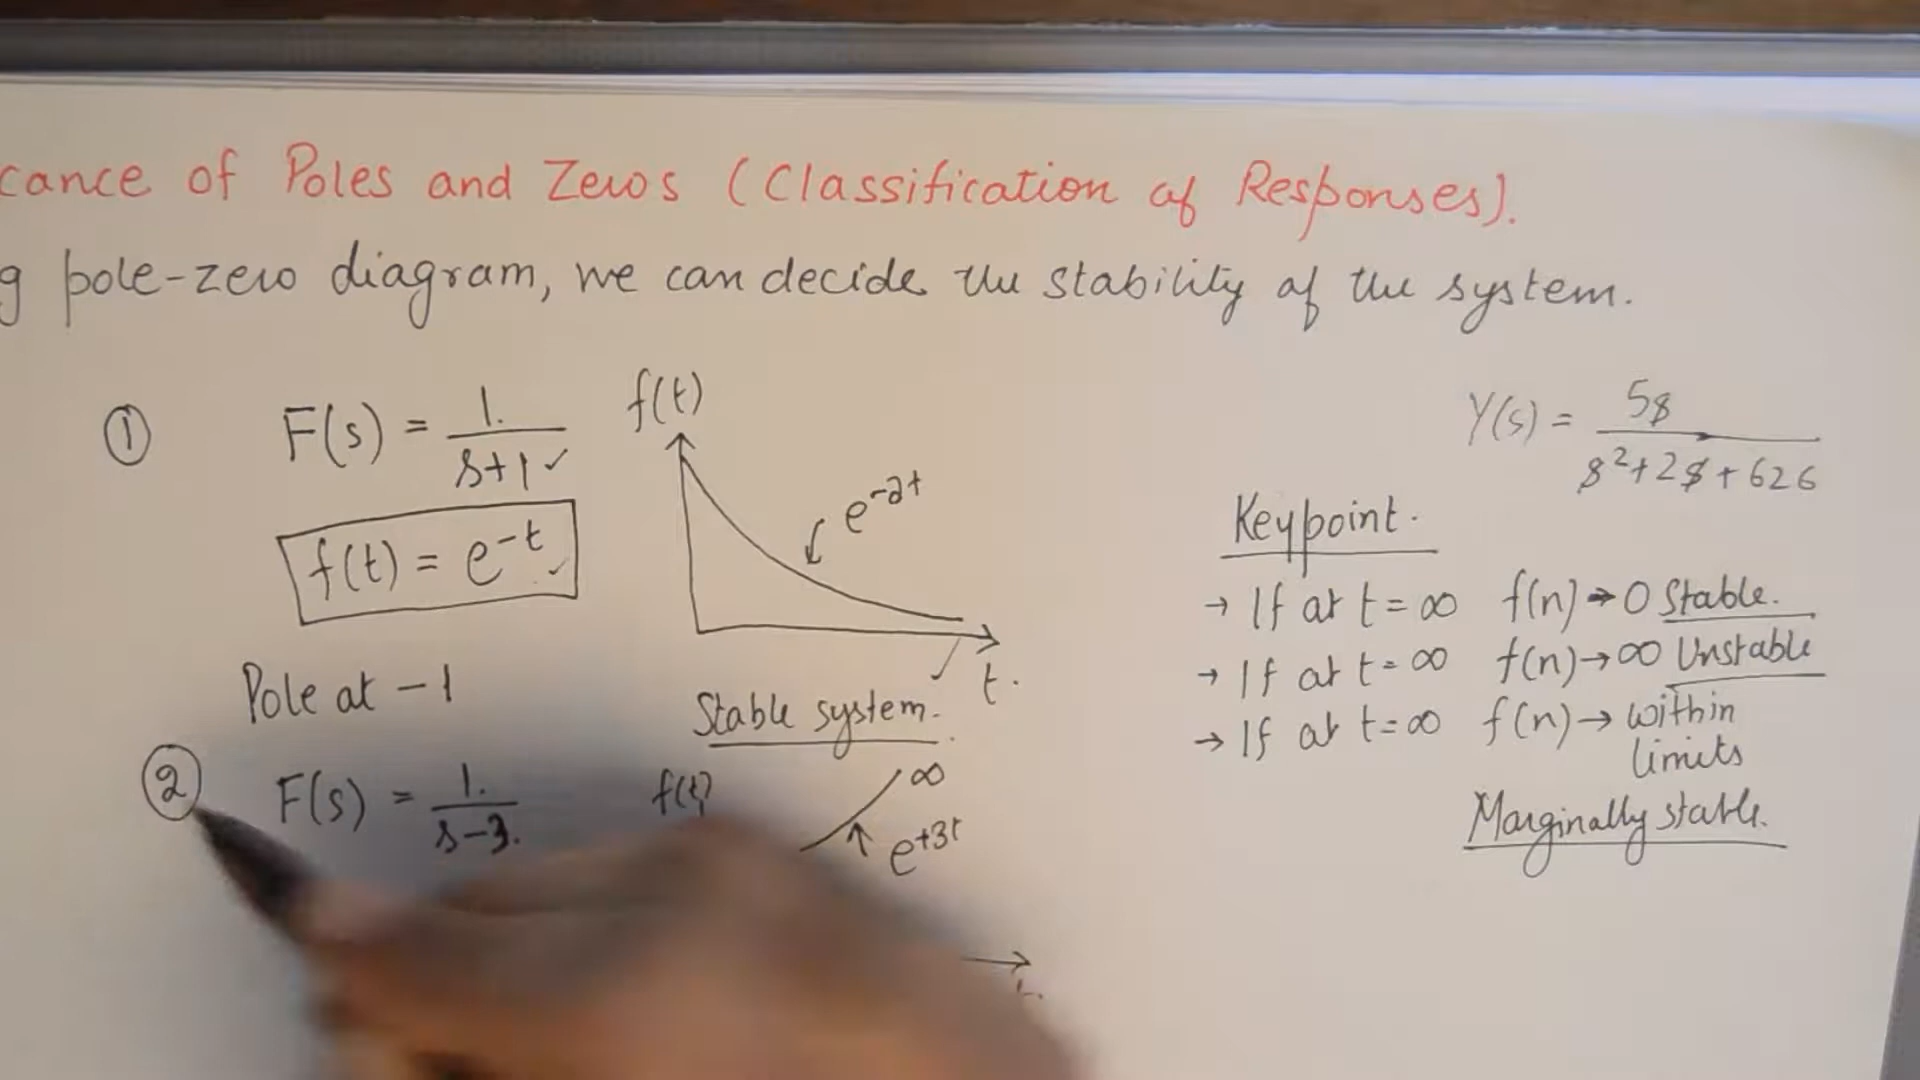 cance of Poles and Zeros (Classification of Responses).
g pole-zero diagram, we can decide the stability of the system.
① F(s) = 1. / s+1 ✓
f(t)
e^-2t
f(t) = e^-t ✓
t.
Pole at -1
Stable system.
② F(s) = 1. / s-3.
f(t)
∞
e^+3t
Y(s) = 5s / s²+2s+626
Keypoint.
→ If at t=∞ f(n)→0 Stable.
→ If at t=∞ f(n)→∞ Unstable
→ If at t=∞ f(n)→ within
limits
Marginally stable.